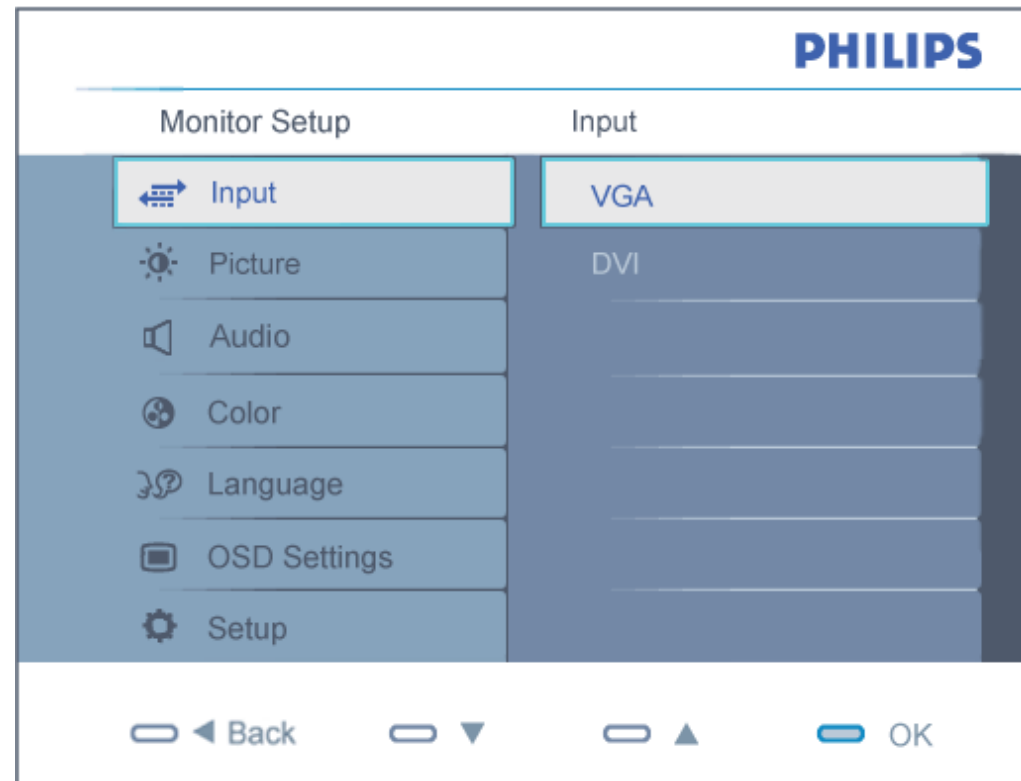 PHILIPS
Monitor Setup
Input
Input
VGA
Picture
DVI
Audio
Color
Language
OSD Settings
Setup
Back
OK